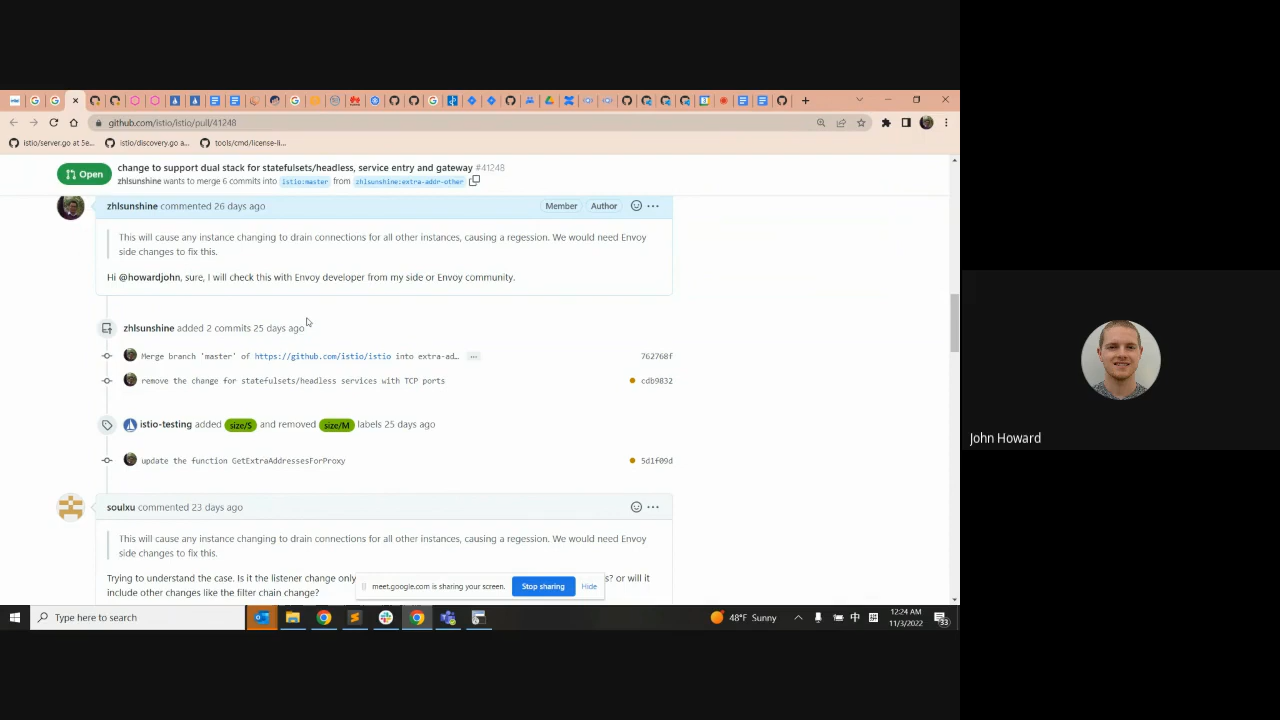 github.com/istio/istio/pull/41248
istio/server.go at 5e... istio/discovery.go a... tools/cmd/license-li...
Open
change to support dual stack for statefulsets/headless, service entry and gateway #41248
zhlsunshine wants to merge 6 commits into istio:master from zhlsunshine:extra-addr-other
zhlsunshine commented 26 days ago
Member Author
This will cause any instance changing to drain connections for all other instances, causing a regression. We would need Envoy
side changes to fix this.
Hi @howardjohn, sure, I will check this with Envoy developer from my side or Envoy community.
zhlsunshine added 2 commits 25 days ago
Merge branch 'master' of https://github.com/istio/istio into extra-ad… ... 762768f
remove the change for statefulsets/headless services with TCP ports cdb9832
istio-testing added size/S and removed size/M labels 25 days ago
update the function GetExtraAddressesForProxy 5d1f09d
soulxu commented 23 days ago
This will cause any instance changing to drain connections for all other instances, causing a regression. We would need Envoy
side changes to fix this.
Trying to understand the case. Is it the listener change only s? or will it
include other changes like the filter chain change?
meet.google.com is sharing your screen. Stop sharing Hide
Type here to search
48°F Sunny
中
12:24 AM
11/3/2022
33
John Howard